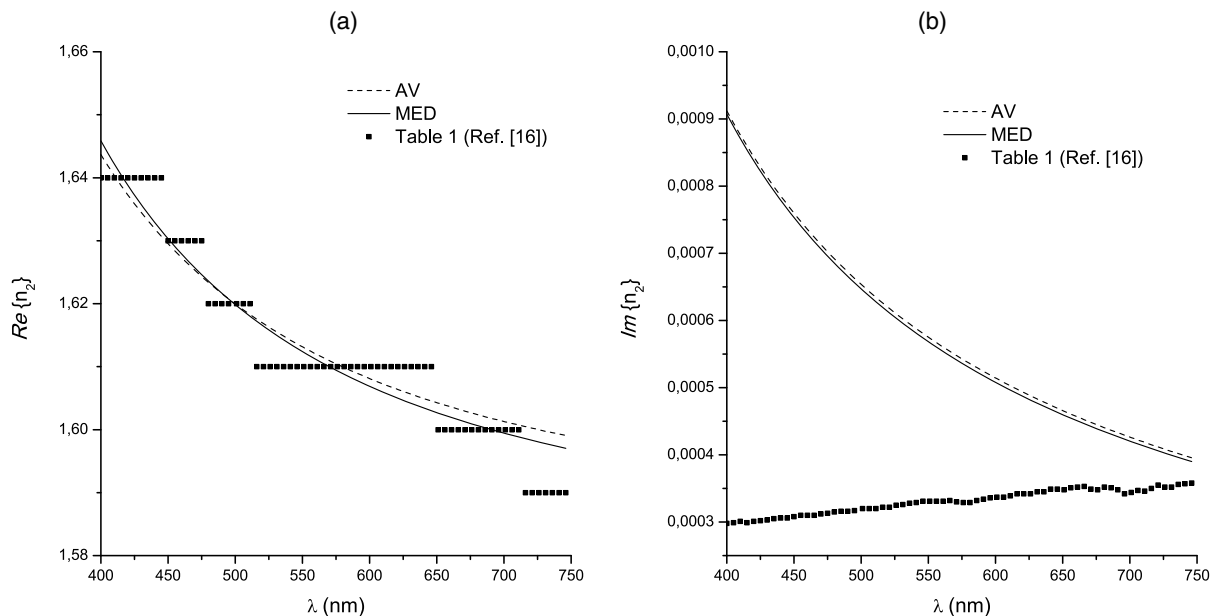 (a)
1,66
1,64
1,62
1,60
1,58
Re {n₂}
AV
MED
Table 1 (Ref. [16])
400 450 500 550 600 650 700 750
λ (nm)
(b)
0,0010
0,0009
0,0008
0,0007
0,0006
0,0005
0,0004
0,0003
Im {n₂}
AV
MED
Table 1 (Ref. [16])
400 450 500 550 600 650 700 750
λ (nm)